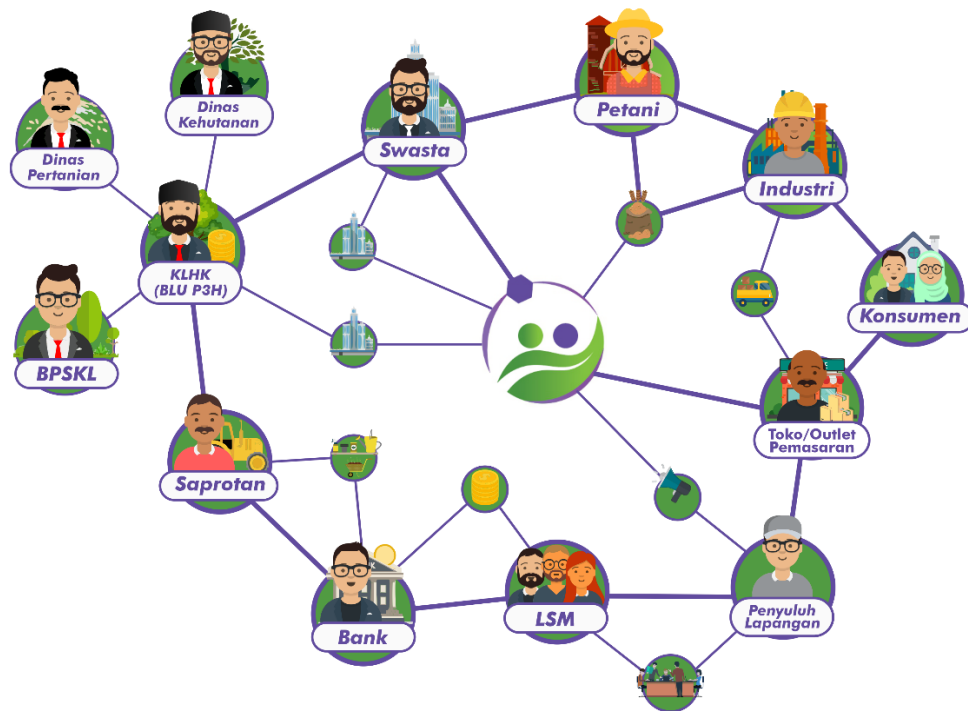 Dinas
Kehutanan
Dinas
Pertanian
Swasta
Petani
Industri
KLHK
(BLU P3H)
Konsumen
BPSKL
Toko/Outlet
Pemasaran
Saprotan
Bank
LSM
Penyuluh
Lapangan